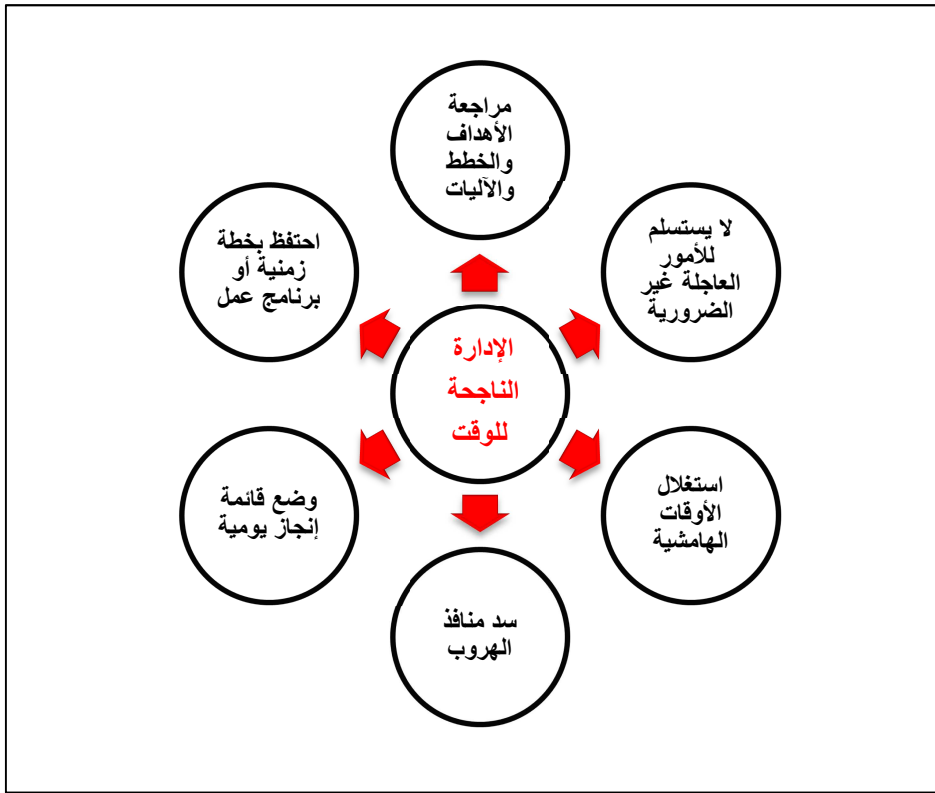 مراجعة
الأهداف
والخطط
والآليات
لا يستسلم
للأمور
العاجلة غير
الضرورية
احتفظ بخطة
زمنية أو
برنامج عمل
الإدارة
الناجحة
للوقت
استغلال
الأوقات
الهامشية
وضع قائمة
إنجاز يومية
سد منافذ
الهروب